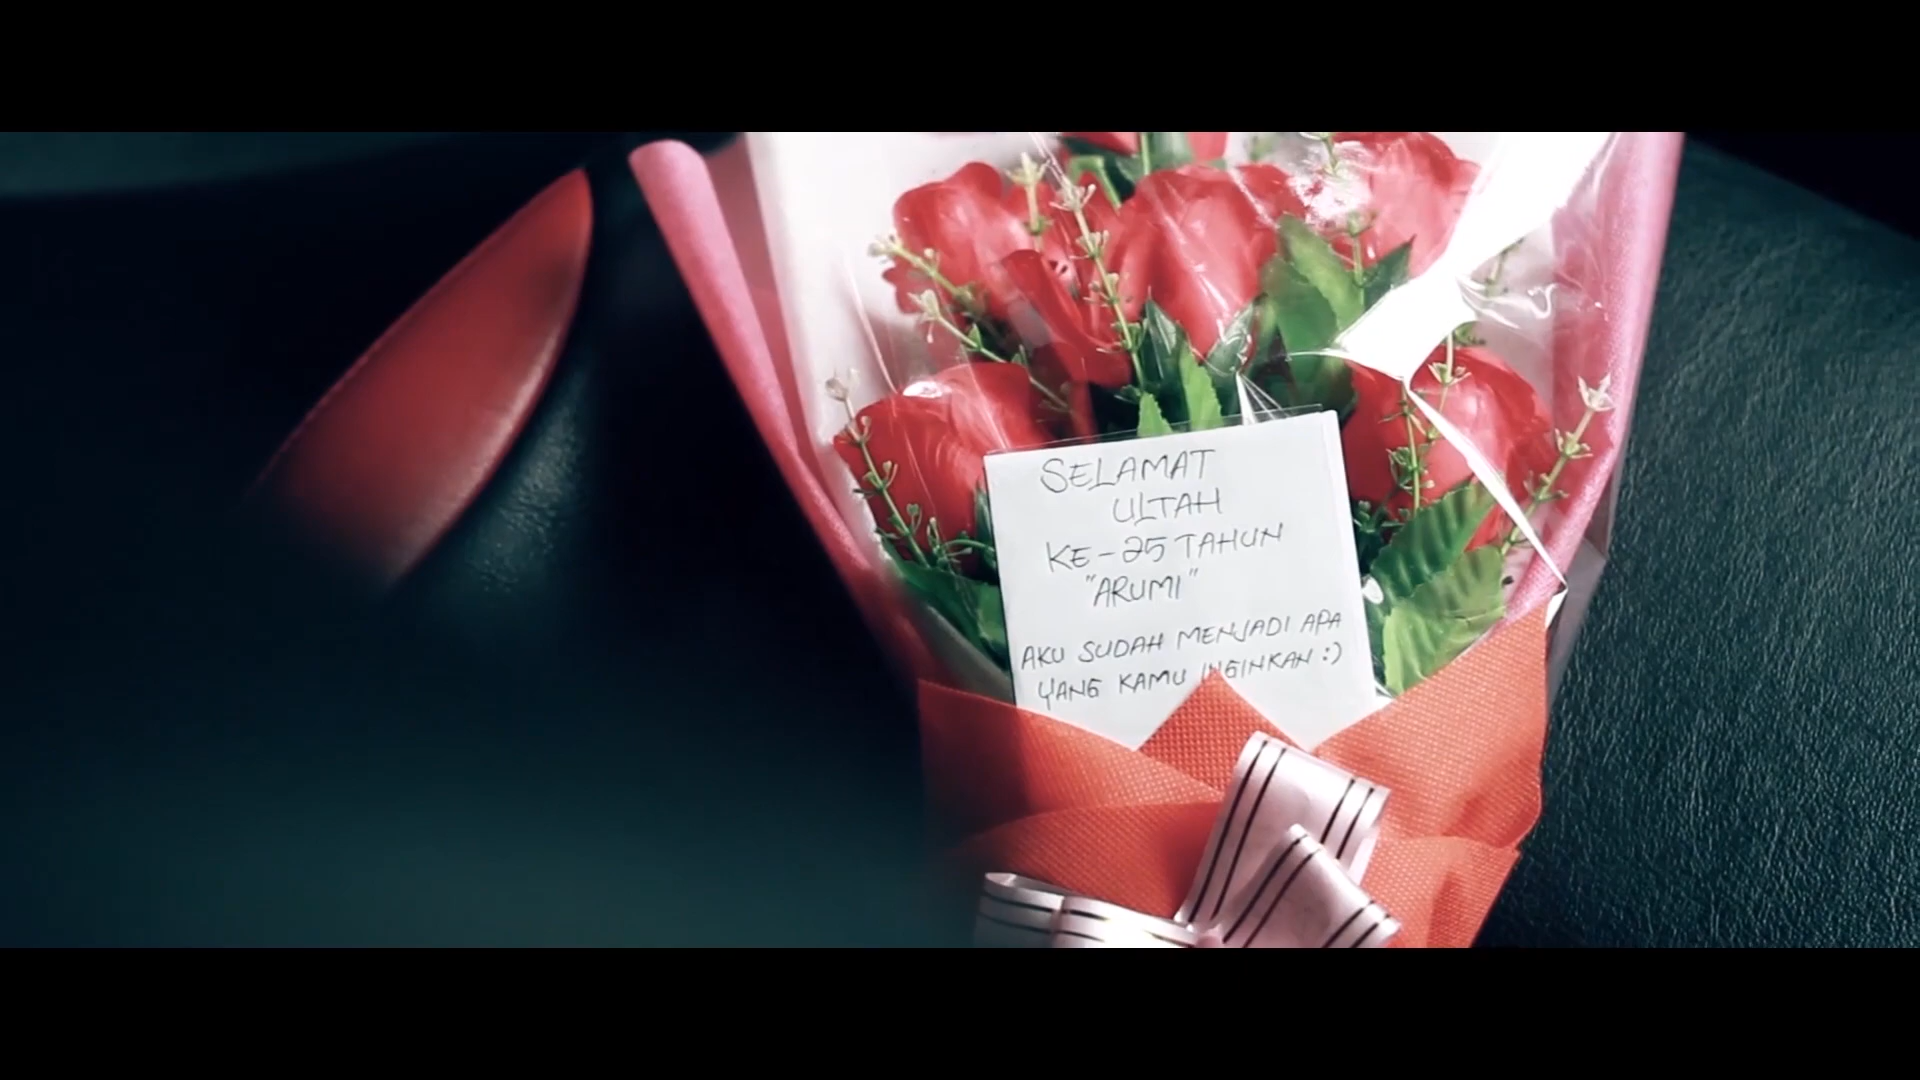 SELAMAT
ULTAH
KE-25 TAHUN
"ARUMI"
AKU SUDAH MENJADI APA
YANG KAMU INGINKAN :)